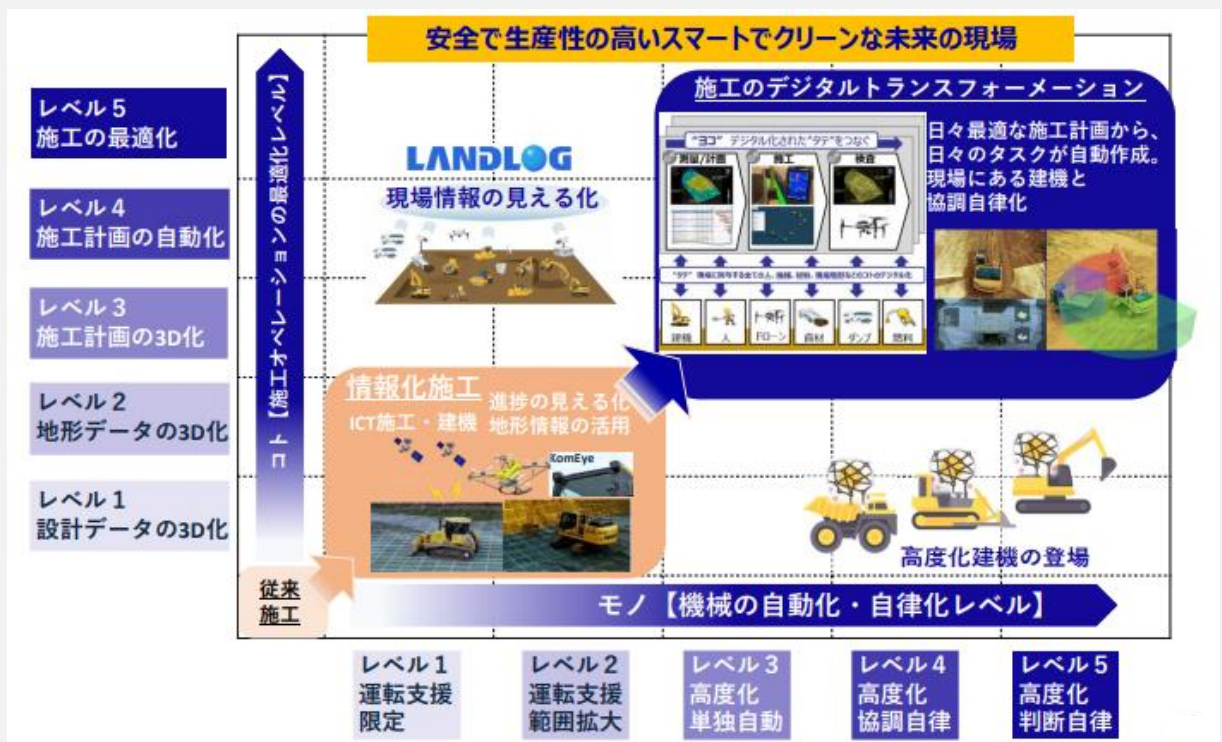 安全で生産性の高いスマートでクリーンな未来の現場
レベル5
施工の最適化
レベル4
施工計画の自動化
レベル3
施工計画の3D化
レベル2
地形データの3D化
レベル1
設計データの3D化
コト【施工オペレーションの最適化レベル】
LANDLOG
現場情報の見える化
施工のデジタルトランスフォーメーション
"ヨコ" デジタル化された"タテ"をつなぐ
測量/計画
施工
検査
建機
人
ドローン
資材
ダンプ
燃料
日々最適な施工計画から、
日々のタスクが自動作成。
現場にある建機と
協調自律化
情報化施工
ICT施工・建機
進捗の見える化
地形情報の活用
KomEye
高度化建機の登場
従来
施工
モノ【機械の自動化・自律化レベル】
レベル1
運転支援
限定
レベル2
運転支援
範囲拡大
レベル3
高度化
単独自動
レベル4
高度化
協調自律
レベル5
高度化
判断自律